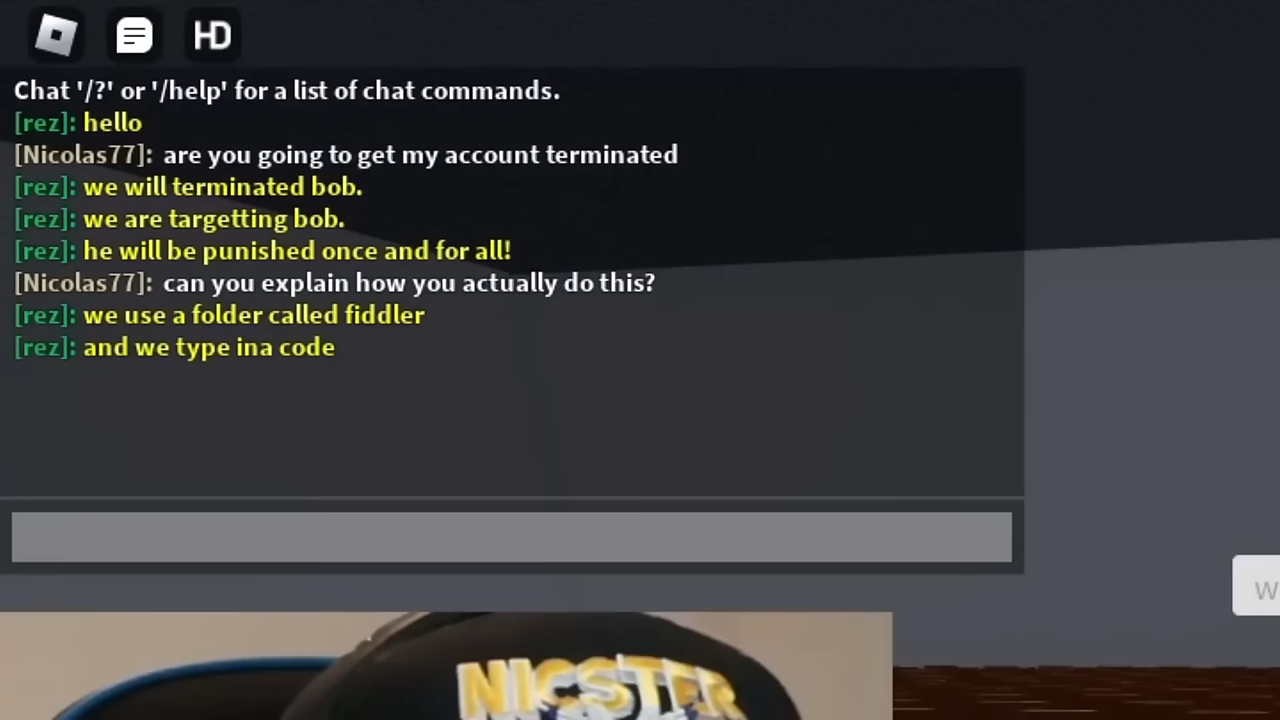 HD
Chat '/?' or '/help' for a list of chat commands.
[rez]: hello
[Nicolas77]: are you going to get my account terminated
[rez]: we will terminated bob.
[rez]: we are targetting bob.
[rez]: he will be punished once and for all!
[Nicolas77]: can you explain how you actually do this?
[rez]: we use a folder called fiddler
[rez]: and we type ina code
W
NICSTER